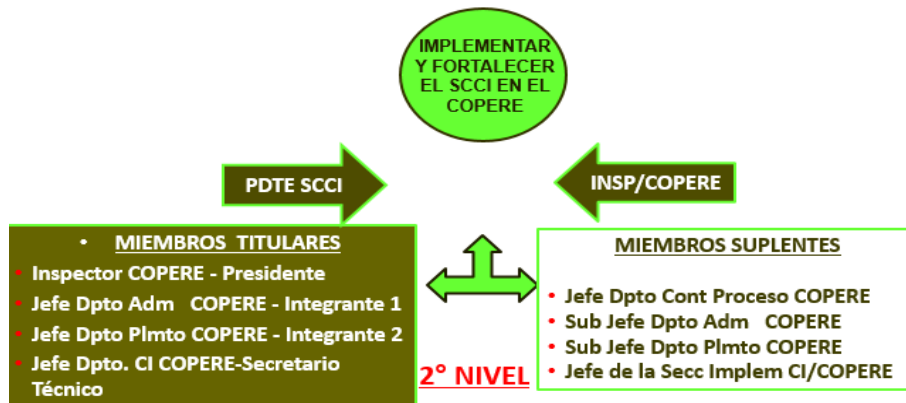 IMPLEMENTAR
Y FORTALECER
EL SCCI EN EL
COPERE
PDTE SCCI
INSP/COPERE
• MIEMBROS TITULARES
• Inspector COPERE - Presidente
• Jefe Dpto Adm COPERE - Integrante 1
• Jefe Dpto Plmto COPERE - Integrante 2
• Jefe Dpto. CI COPERE-Secretario
Técnico
2° NIVEL
MIEMBROS SUPLENTES
• Jefe Dpto Cont Proceso COPERE
• Sub Jefe Dpto Adm COPERE
• Sub Jefe Dpto Plmto COPERE
• Jefe de la Secc Implem CI/COPERE